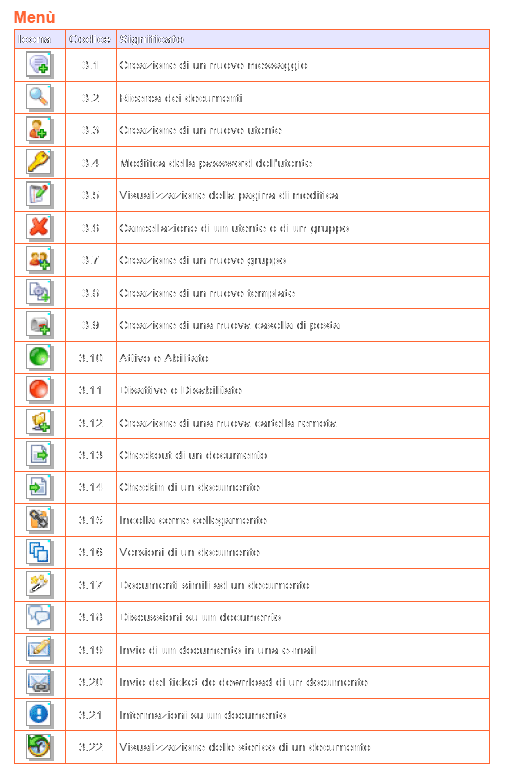 Menù
Icona Codice Significato
3.1 Creazione di un nuovo messaggio
3.2 Ricerca dei documenti
3.3 Creazione di un nuovo utente
3.4 Modifica della password dell'utente
3.5 Visualizzazione della pagina di modifica
3.6 Cancellazione di un utente o di un gruppo
3.7 Creazione di un nuovo gruppo
3.8 Creazione di un nuovo template
3.9 Creazione di una nuova casella di posta
3.10 Attivo o Abilitato
3.11 Disattivo o Disabilitato
3.12 Creazione di una nuova cartella remota
3.13 Checkout di un documento
3.14 Checkin di un documento
3.15 Incolla come collegamento
3.16 Versioni di un documento
3.17 Documenti simili ad un documento
3.18 Discussioni su un documento
3.19 Invio di un documento in una e-mail
3.20 Invio del ticket de download di un documento
3.21 Informazioni su un documento
3.22 Visualizzazione dello storico di un documento